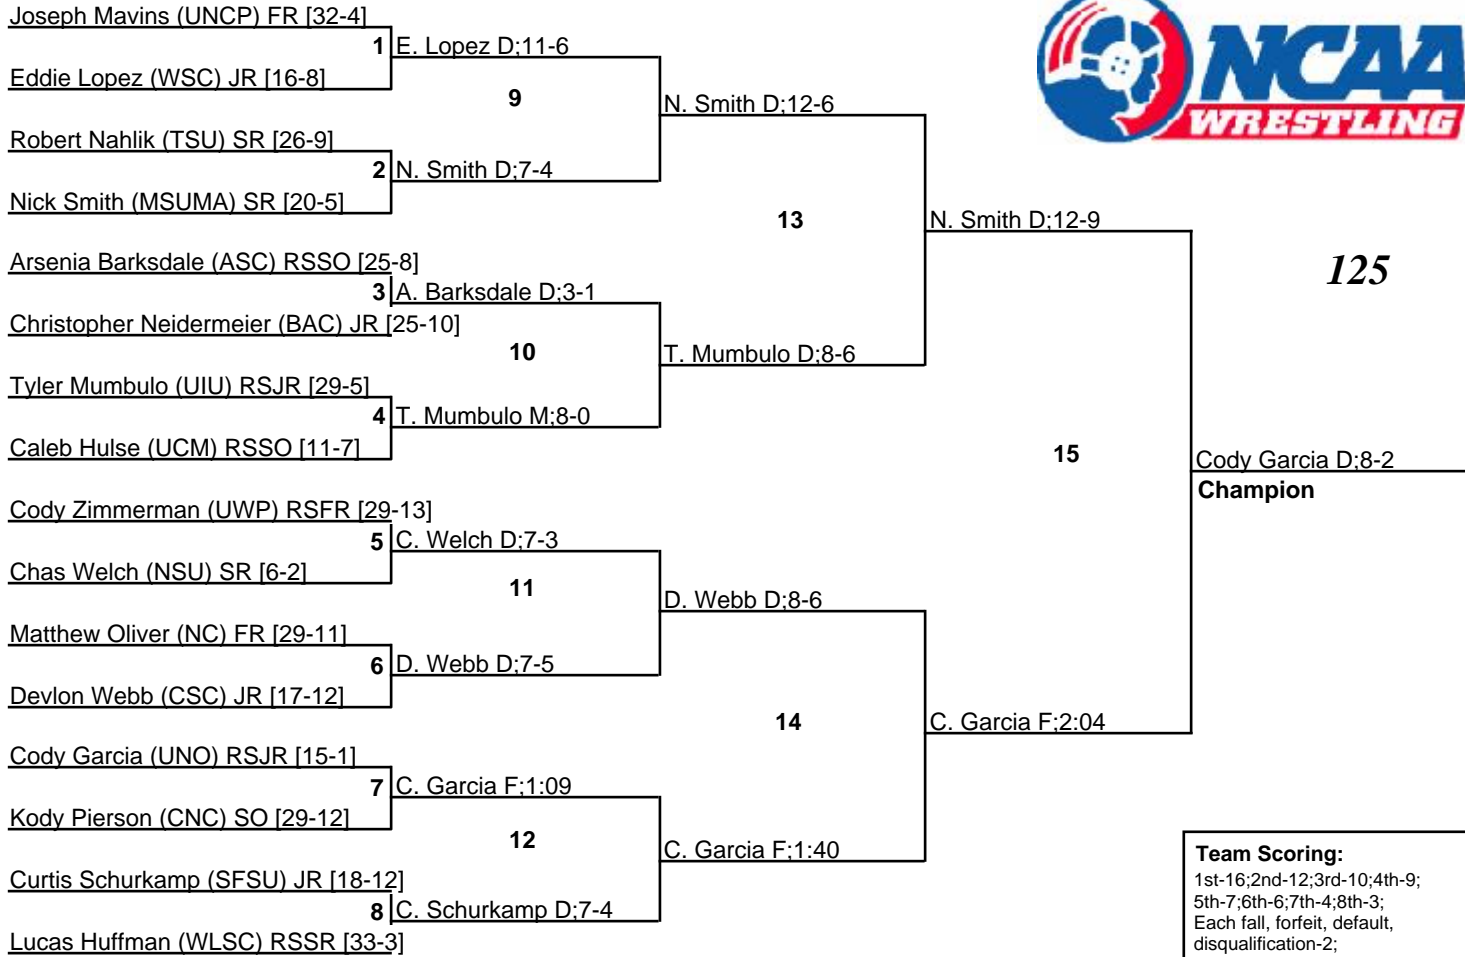 Joseph Mavins (UNCP) FR [32-4]
1 E. Lopez D;11-6
Eddie Lopez (WSC) JR [16-8]
9
N. Smith D;12-6
Robert Nahlik (TSU) SR [26-9]
2 N. Smith D;7-4
Nick Smith (MSUMA) SR [20-5]
13
N. Smith D;12-9
Arsenia Barksdale (ASC) RSSO [25-8]
3 A. Barksdale D;3-1
Christopher Neidermeier (BAC) JR [25-10]
10
T. Mumbulo D;8-6
Tyler Mumbulo (UIU) RSJR [29-5]
4 T. Mumbulo M;8-0
Caleb Hulse (UCM) RSSO [11-7]
15
Cody Garcia D;8-2
Champion
Cody Zimmerman (UWP) RSFR [29-13]
5 C. Welch D;7-3
Chas Welch (NSU) SR [6-2]
11
D. Webb D;8-6
Matthew Oliver (NC) FR [29-11]
6 D. Webb D;7-5
Devlon Webb (CSC) JR [17-12]
14
C. Garcia F;2:04
Cody Garcia (UNO) RSJR [15-1]
7 C. Garcia F;1:09
Kody Pierson (CNC) SO [29-12]
12
C. Garcia F;1:40
Curtis Schurkamp (SFSU) JR [18-12]
8 C. Schurkamp D;7-4
Lucas Huffman (WLSC) RSSR [33-3]
NCAA
WRESTLING
125
Team Scoring:
1st-16;2nd-12;3rd-10;4th-9;
5th-7;6th-6;7th-4;8th-3;
Each fall, forfeit, default,
disqualification-2;